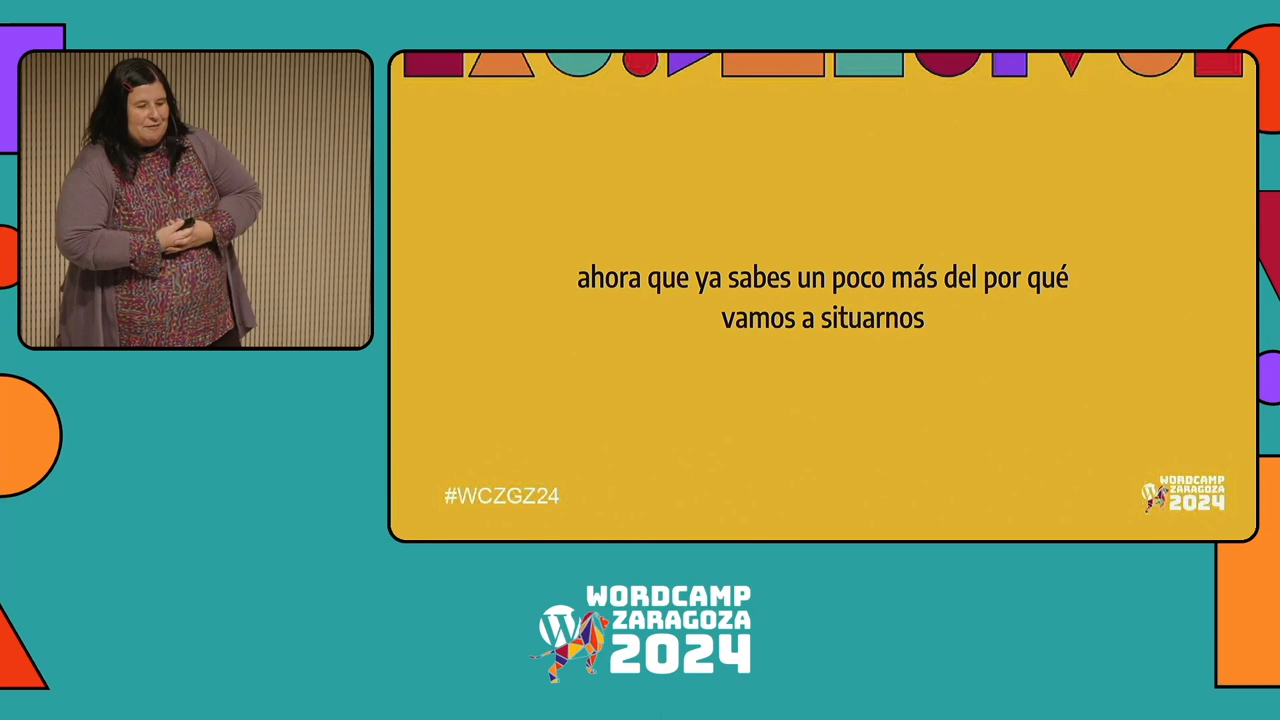 ahora que ya sabes un poco más del por qué
vamos a situarnos
#WCZGZ24
WORDCAMP
ZARAGOZA
2024
WORDCAMP
ZARAGOZA
2024